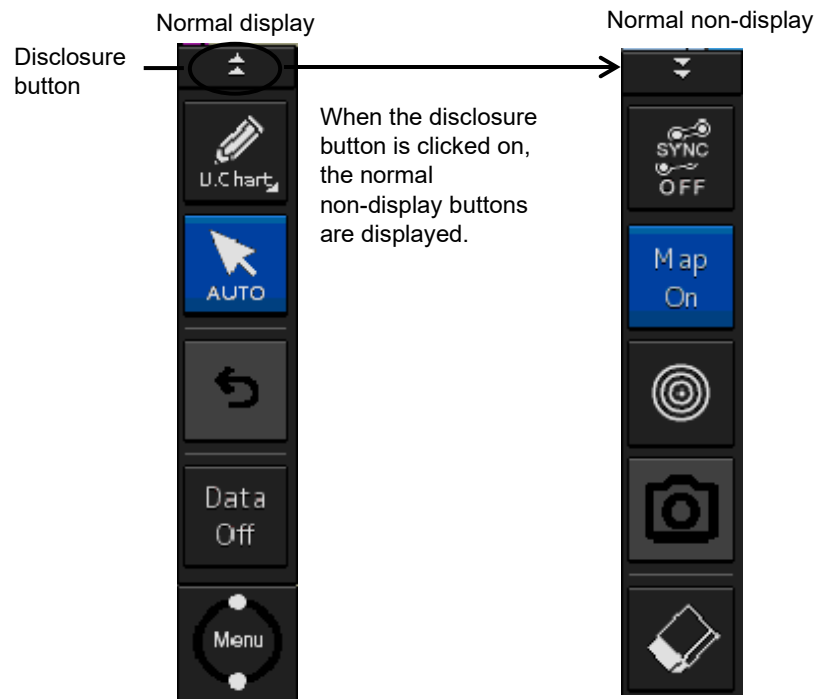 Normal display
Normal non-display
Disclosure
button
When the disclosure
button is clicked on,
the normal
non-display buttons
are displayed.
U.Chart
AUTO
Data
Off
Menu
SYNC
OFF
Map
On